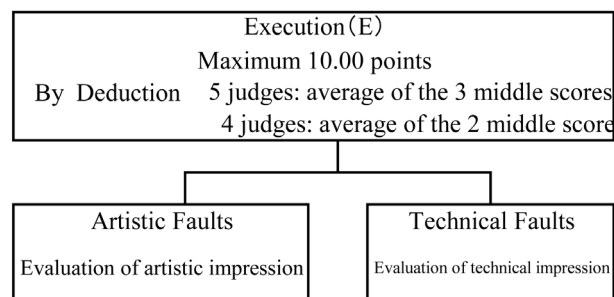 Execution(E)
Maximum 10.00 points
By Deduction 5 judges: average of the 3 middle scores
4 judges: average of the 2 middle score
Artistic Faults
Evaluation of artistic impression
Technical Faults
Evaluation of technical impression